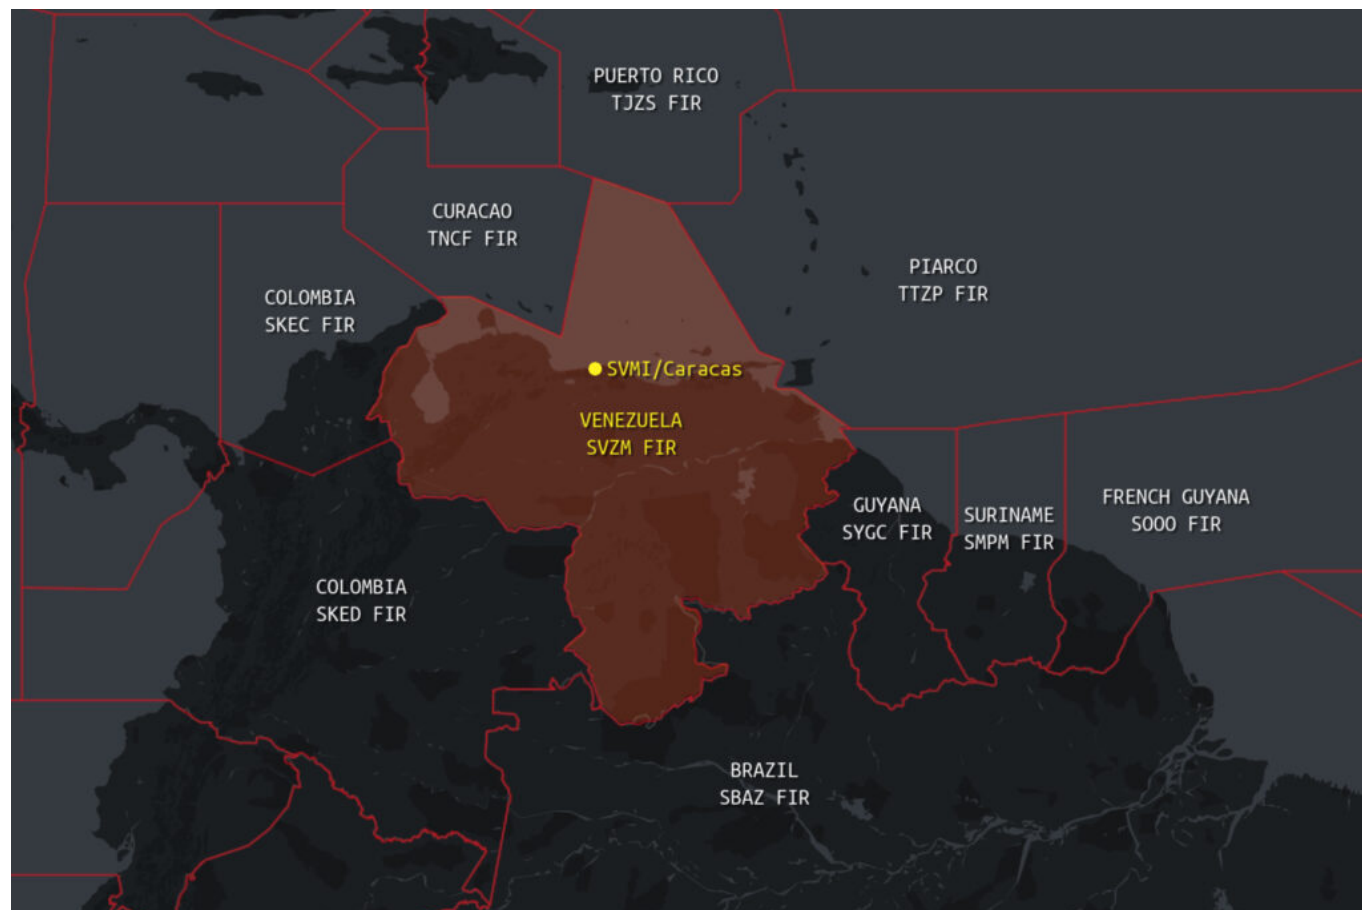 PUERTO RICO
TJZS FIR
CURACAO
TNCF FIR
PIARCO
TTZP FIR
COLOMBIA
SKEC FIR
SVMI/Caracas
VENEZUELA
SVZM FIR
GUYANA
SYGC FIR
SURINAME
SMPM FIR
FRENCH GUYANA
SOOO FIR
COLOMBIA
SKED FIR
BRAZIL
SBAZ FIR